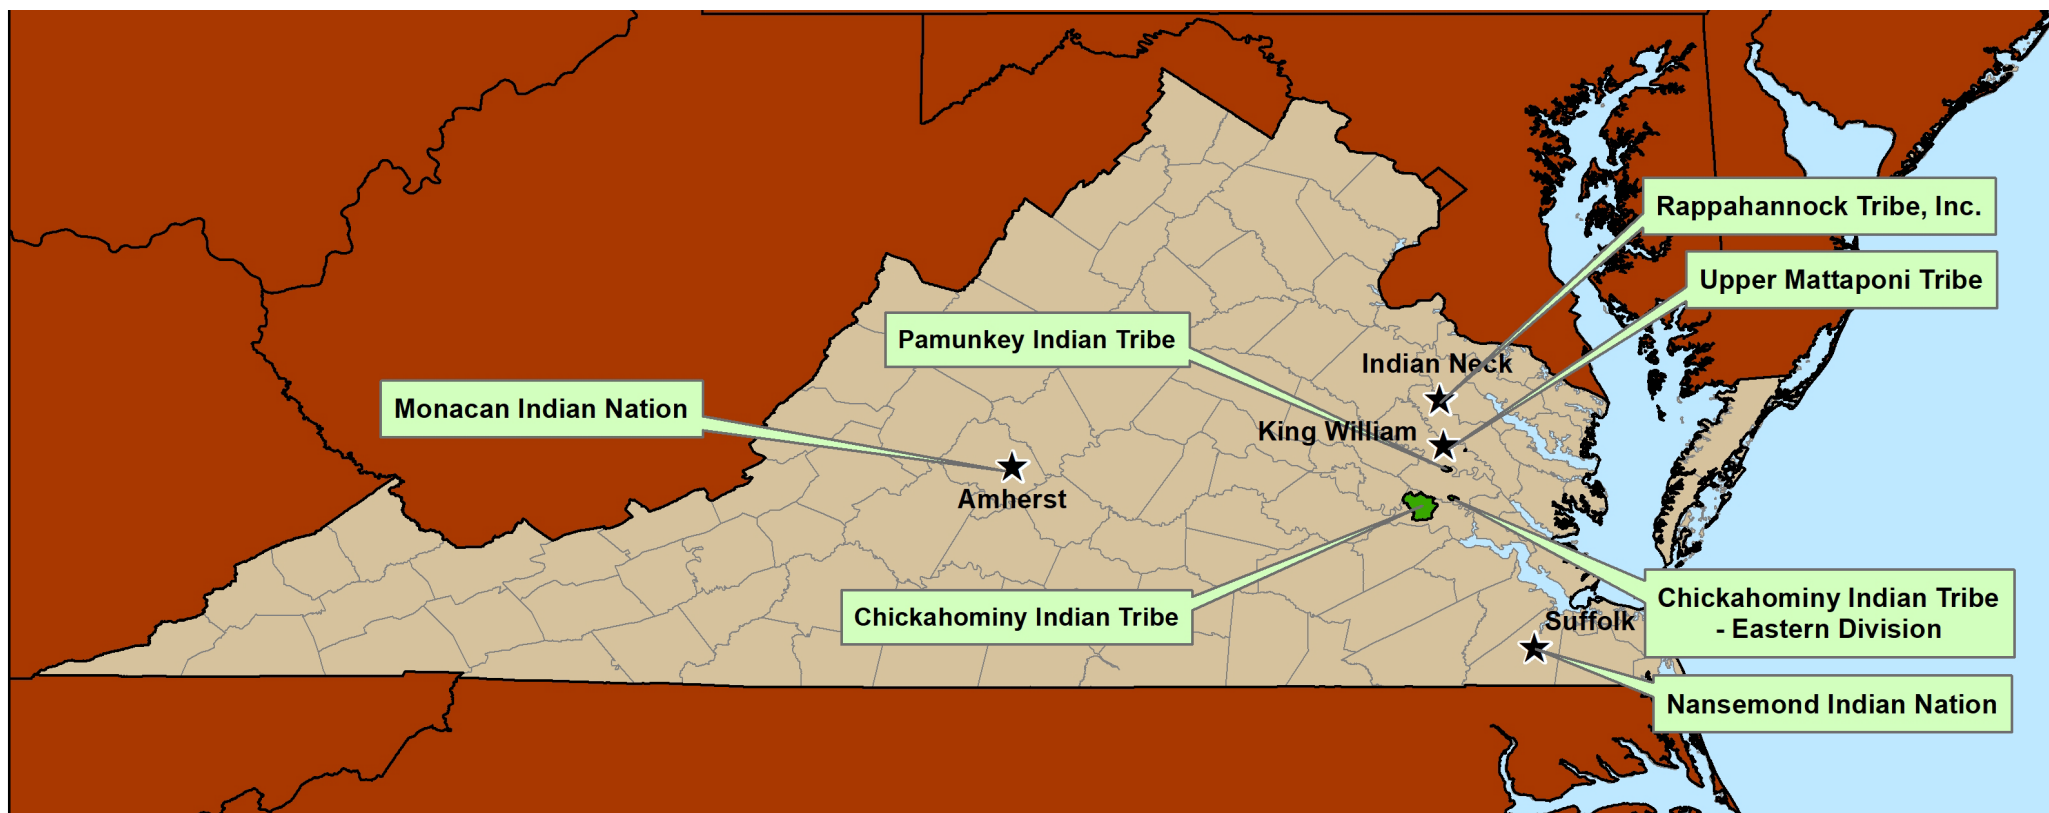 Rappahannock Tribe, Inc.
Upper Mattaponi Tribe
Pamunkey Indian Tribe
Indian Neck
Monacan Indian Nation
King William
Amherst
Chickahominy Indian Tribe
Chickahominy Indian Tribe
- Eastern Division
Suffolk
Nansemond Indian Nation